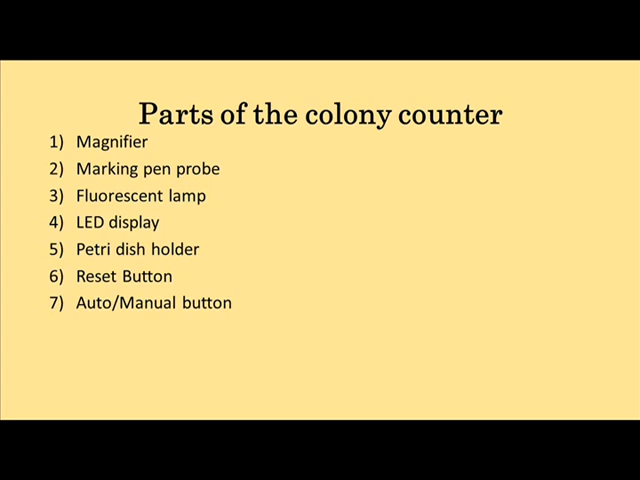 Parts of the colony counter
1) Magnifier
2) Marking pen probe
3) Fluorescent lamp
4) LED display
5) Petri dish holder
6) Reset Button
7) Auto/Manual button